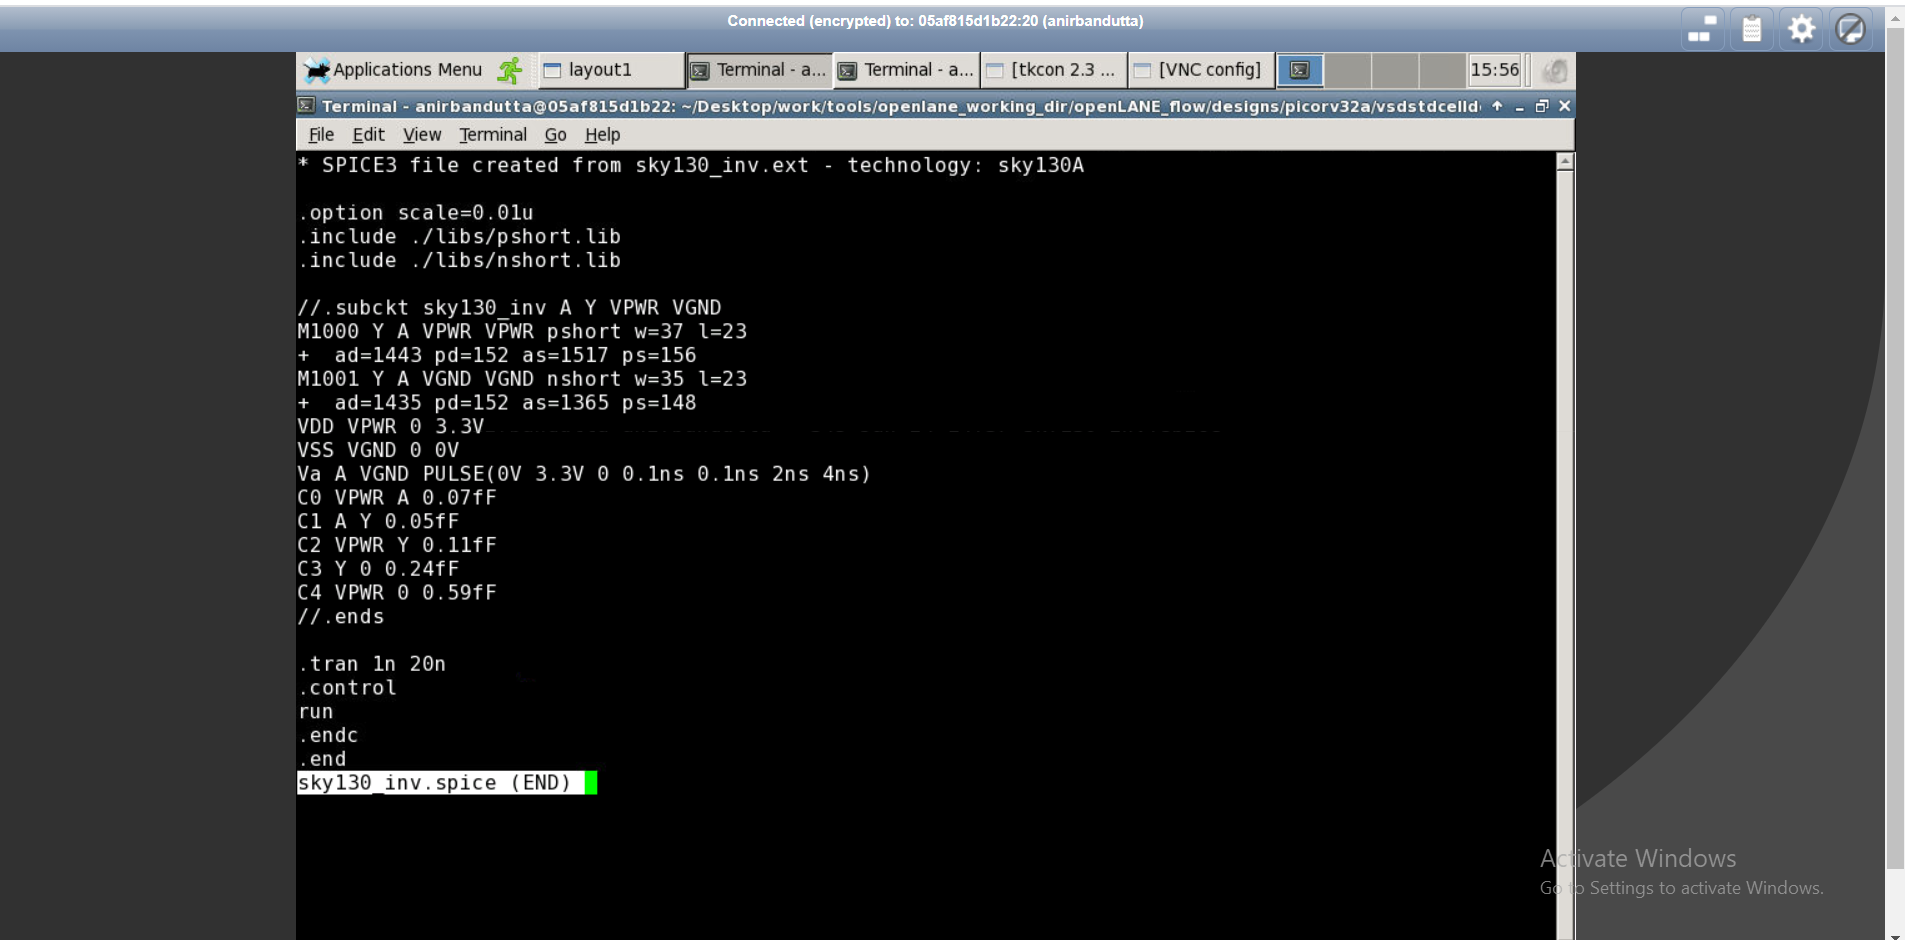 Connected (encrypted) to: 05af815d1b22:20 (anirbandutta)
Applications Menu layout1 Terminal - a... Terminal - a... [tkcon 2.3 ... [VNC config] 15:56
Terminal - anirbandutta@05af815d1b22: ~/Desktop/work/tools/openlane_working_dir/openLANE_flow/designs/picorv32a/vsdstdcelld
File Edit View Terminal Go Help
* SPICE3 file created from sky130_inv.ext - technology: sky130A
.option scale=0.01u
.include ./libs/pshort.lib
.include ./libs/nshort.lib
//.subckt sky130_inv A Y VPWR VGND
M1000 Y A VPWR VPWR pshort w=37 l=23
+  ad=1443 pd=152 as=1517 ps=156
M1001 Y A VGND VGND nshort w=35 l=23
+  ad=1435 pd=152 as=1365 ps=148
VDD VPWR 0 3.3V
VSS VGND 0 0V
Va A VGND PULSE(0V 3.3V 0 0.1ns 0.1ns 2ns 4ns)
C0 VPWR A 0.07fF
C1 A Y 0.05fF
C2 VPWR Y 0.11fF
C3 Y 0 0.24fF
C4 VPWR 0 0.59fF
//.ends
.tran 1n 20n
.control
run
.endc
.end
sky130_inv.spice (END)
Activate Windows
Go to Settings to activate Windows.